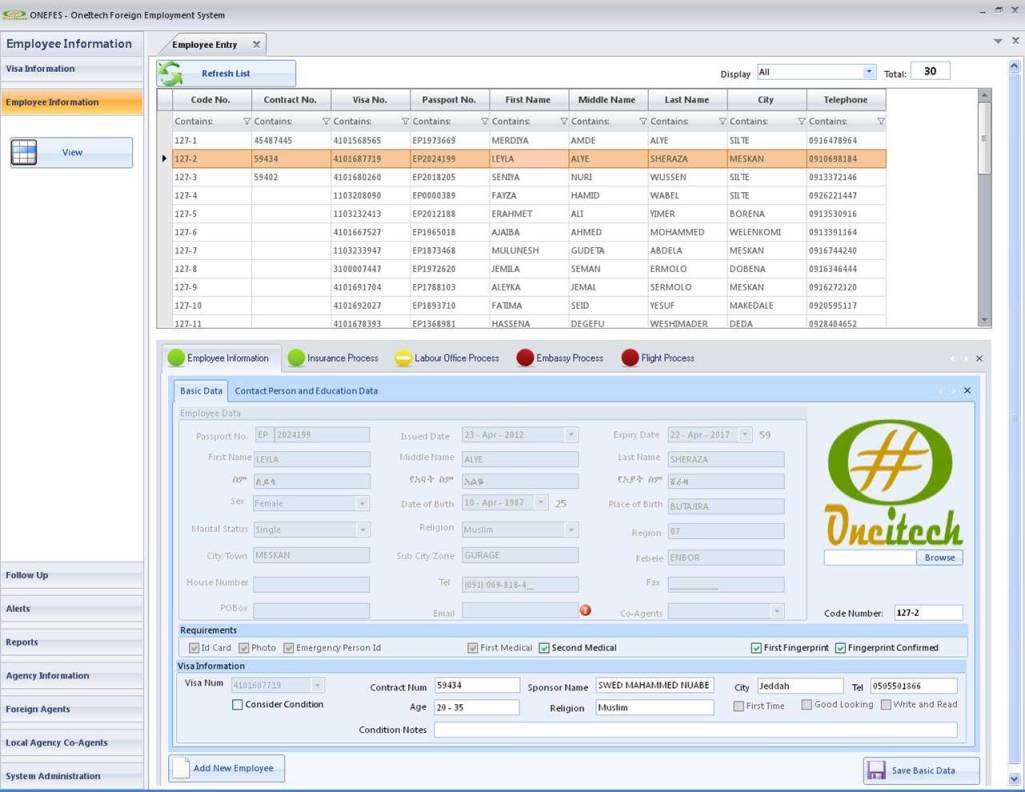 ONEFES - OneItech Foreign Employment System
Employee Information
Employee Entry
Visa Information
Refresh List
Display All Total: 30
Employee Information
Code No. Contract No. Visa No. Passport No. First Name Middle Name Last Name City Telephone
Contains: Contains: Contains: Contains: Contains: Contains: Contains: Contains: Contains:
127-1 45487445 4101568565 EP1973669 MERDIYA AMDE ALYE SILTE 0916478964
View
127-2 59434 4101687719 EP2024199 LEYLA ALYE SHERAZA MESKAN 0910698184
127-3 59402 4101680260 EP2018205 SENIYA NURI WUSSEN SILTE 0913372146
127-4 1103208090 EP0000389 FAYZA HAMID WABEL SILTE 0926221447
127-5 1103232413 EP2012188 ERAHMET ALI YIMER BORENA 0913530916
127-6 4101667527 EP1965018 AJAIBA AHMED MOHAMMED WELENKOMI 0913391164
127-7 1103233947 EP1873468 MULUNESH GUDETA ABDELA MESKAN 0916744240
127-8 3100007447 EP1972620 JEMILA SEMAN ERMOLO DOBENA 0916346444
127-9 4101691704 EP1788103 ALEYKA JEMAL SERMOLO MESKAN 0916272120
127-10 4101692027 EP1893710 FATIMA SEID YESUF MAKEDALE 0920595117
127-11 4101678393 EP1368981 HASSENA DEGEFU WESHIMADER DEDA 0928404652
Employee Information Insurance Process Labour Office Process Embassy Process Flight Process
Basic Data Contact Person and Education Data
Employee Data
Passport No. EP 2024199 Issued Date 23 - Apr - 2012 Expiry Date 22 - Apr - 2017 59
First Name LEYLA Middle Name ALYE Last Name SHERAZA
ስም ለይላ የአባት ስም አልዬ የአያት ስም
Sex Female Date of Birth 10 - Apr - 1987 25 Place of Birth BUTAJIRA
Marital Status Single Religion Muslim Region 07
City/Town MESKAN Sub City/Zone GURAGE Kebele ENBOR
House Number Tel (091) 069-818-4_ Fax
POBox Email Co-Agents
Oneitech
Browse
Code Number: 127-2
Requirements
Id Card Photo Emergency Person Id First Medical Second Medical First Fingerprint Fingerprint Confirmed
Visa Information
Visa Num 4101687719 Contract Num 59434 Sponsor Name SWED MAHAMMED NUABE City Jeddah Tel 0505501866
Consider Condition Age 20 - 35 Religion Muslim First Time Good Looking Write and Read
Condition Notes
Add New Employee Save Basic Data
Follow Up
Alerts
Reports
Agency Information
Foreign Agents
Local Agency Co-Agents
System Administration